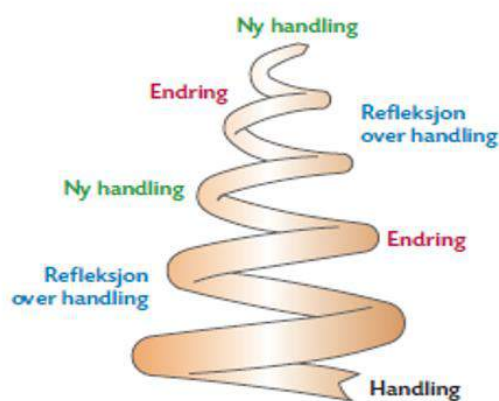 Ny handling
Endring
Refleksjon
over handling
Ny handling
Endring
Refleksjon
over handling
Handling